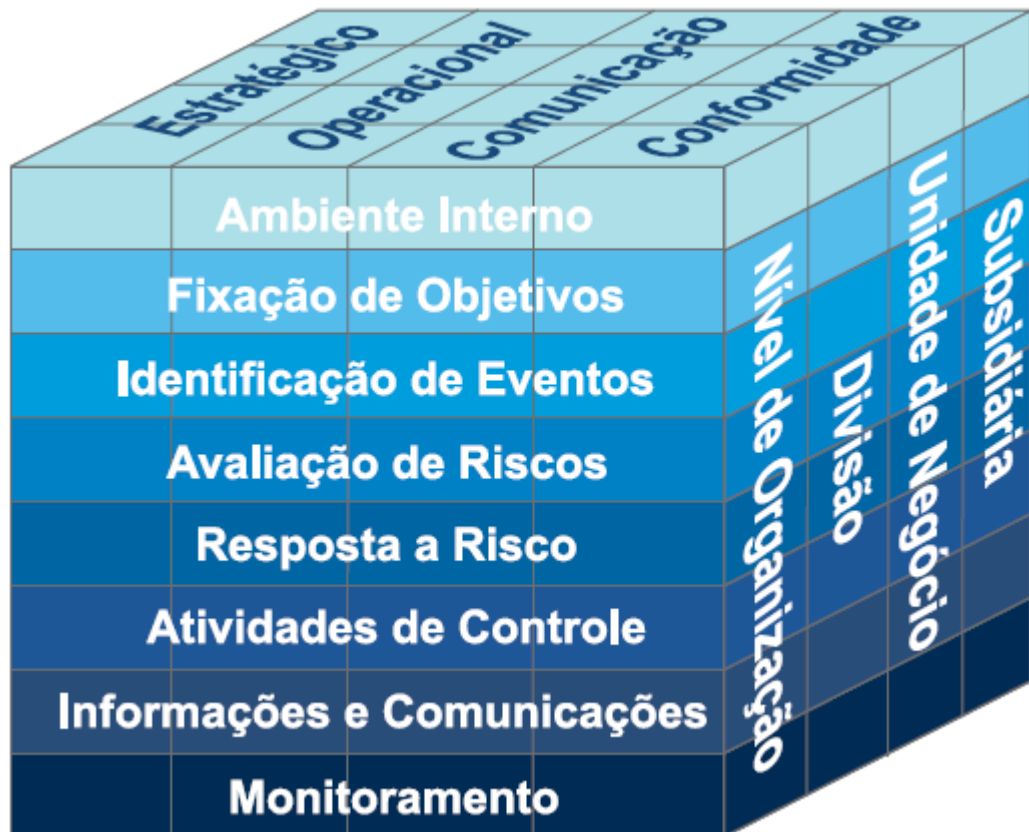 Estratégico
Operacional
Comunicação
Conformidade
Ambiente Interno
Fixação de Objetivos
Identificação de Eventos
Avaliação de Riscos
Resposta a Risco
Atividades de Controle
Informações e Comunicações
Monitoramento
Nível de Organização
Divisão
Unidade de Negócio
Subsidiária